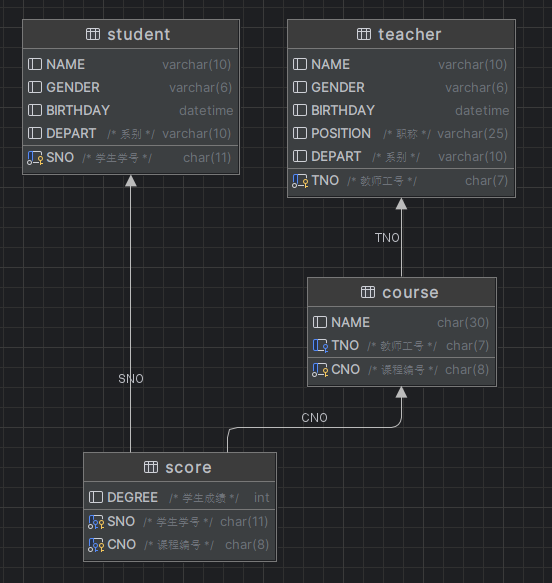 student
NAME varchar(10)
GENDER varchar(6)
BIRTHDAY datetime
DEPART /* 系别 */ varchar(10)
SNO /* 学生学号 */ char(11)
teacher
NAME varchar(10)
GENDER varchar(6)
BIRTHDAY datetime
POSITION /* 职称 */ varchar(25)
DEPART /* 系别 */ varchar(10)
TNO /* 教师工号 */ char(7)
TNO
course
NAME char(30)
TNO /* 教师工号 */ char(7)
CNO /* 课程编号 */ char(8)
SNO
CNO
score
DEGREE /* 学生成绩 */ int
SNO /* 学生学号 */ char(11)
CNO /* 课程编号 */ char(8)